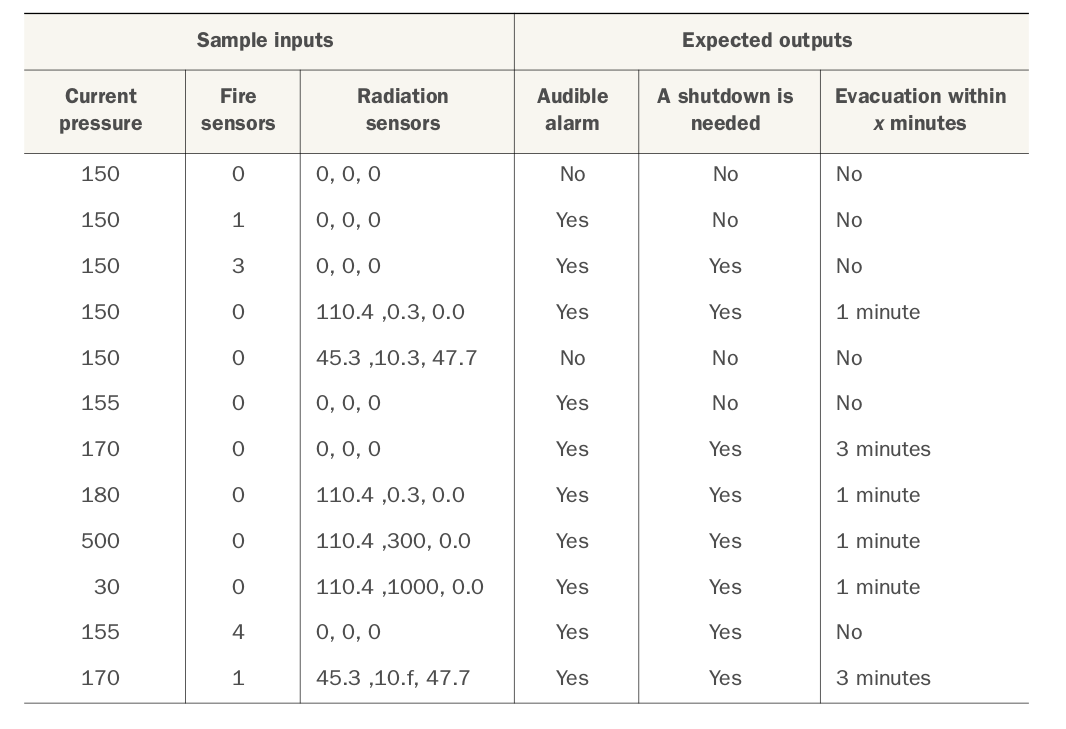 Sample inputs Expected outputs
Current pressure Fire sensors Radiation sensors Audible alarm A shutdown is needed Evacuation within x minutes
150 0 0, 0, 0 No No No
150 1 0, 0, 0 Yes No No
150 3 0, 0, 0 Yes Yes No
150 0 110.4 ,0.3, 0.0 Yes Yes 1 minute
150 0 45.3 ,10.3, 47.7 No No No
155 0 0, 0, 0 Yes No No
170 0 0, 0, 0 Yes Yes 3 minutes
180 0 110.4 ,0.3, 0.0 Yes Yes 1 minute
500 0 110.4 ,300, 0.0 Yes Yes 1 minute
30 0 110.4 ,1000, 0.0 Yes Yes 1 minute
155 4 0, 0, 0 Yes Yes No
170 1 45.3 ,10.f, 47.7 Yes Yes 3 minutes